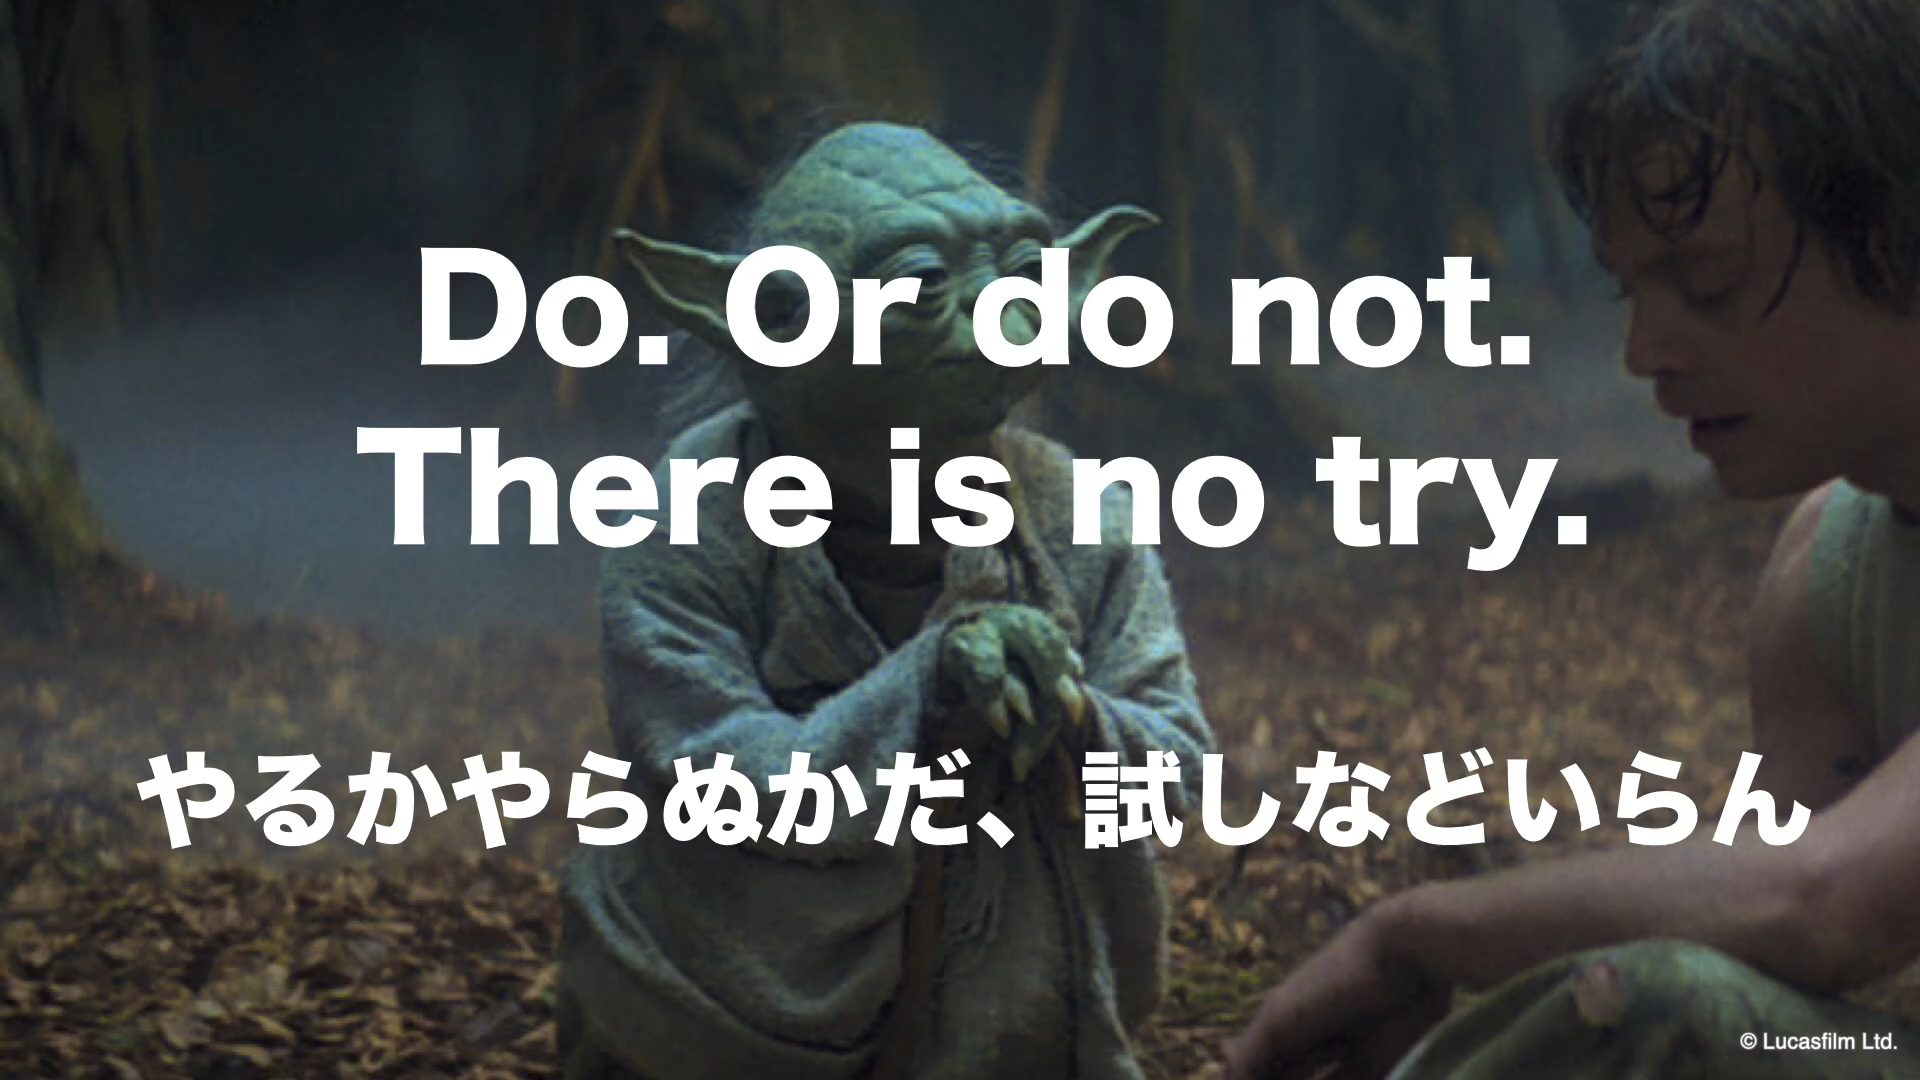 Do. Or do not.
There is no try.
やるかやらぬかだ、試しなどいらん
© Lucasfilm Ltd.